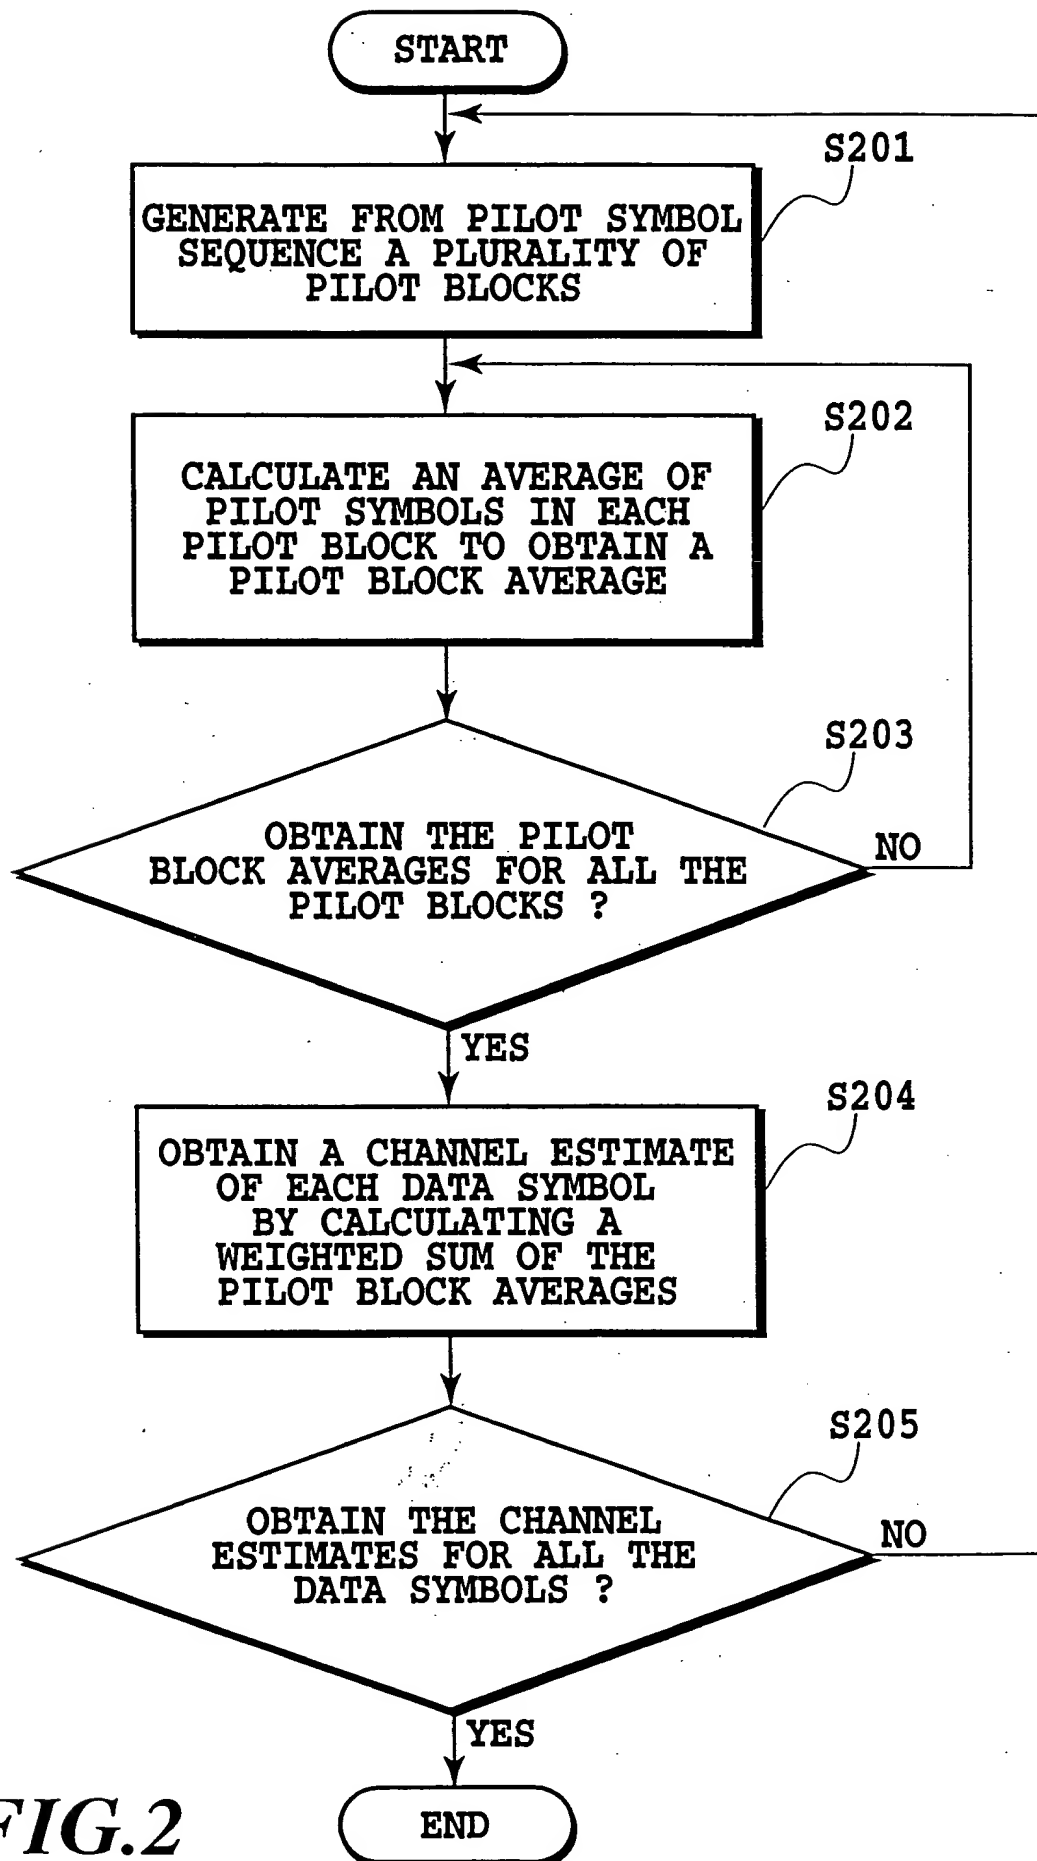 START
S201
GENERATE FROM PILOT SYMBOL
SEQUENCE A PLURALITY OF
PILOT BLOCKS
S202
CALCULATE AN AVERAGE OF
PILOT SYMBOLS IN EACH
PILOT BLOCK TO OBTAIN A
PILOT BLOCK AVERAGE
S203
OBTAIN THE PILOT
BLOCK AVERAGES FOR ALL THE
PILOT BLOCKS ?
NO
YES
S204
OBTAIN A CHANNEL ESTIMATE
OF EACH DATA SYMBOL
BY CALCULATING A
WEIGHTED SUM OF THE
PILOT BLOCK AVERAGES
S205
OBTAIN THE CHANNEL
ESTIMATES FOR ALL THE
DATA SYMBOLS ?
NO
YES
END
FIG.2